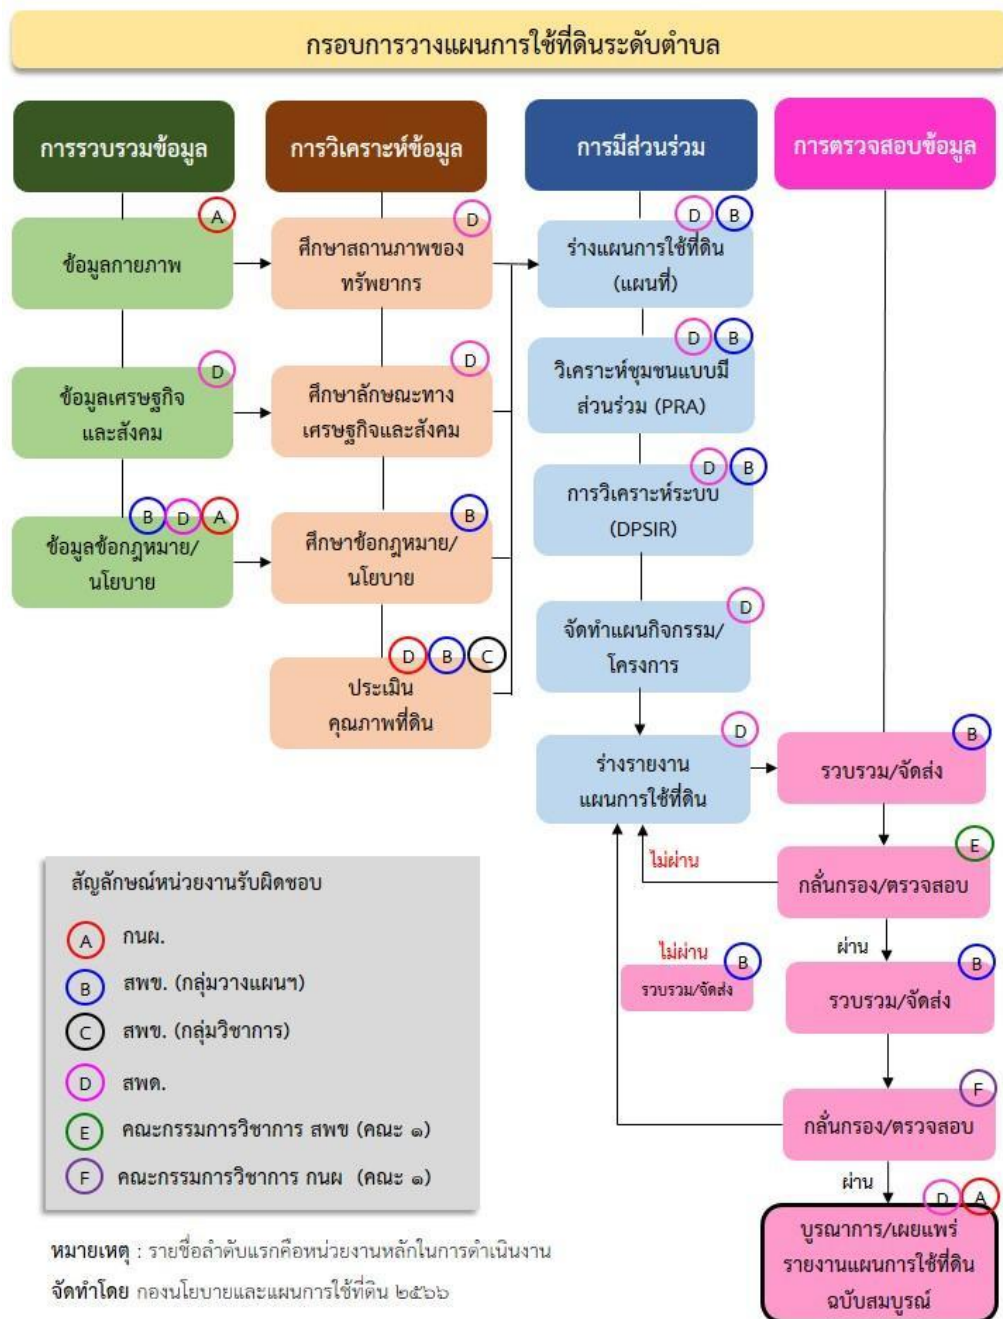 กรอบการวางแผนการใช้ที่ดินระดับตำบล
การรวบรวมข้อมูล
A
ข้อมูลกายภาพ
D
ข้อมูลเศรษฐกิจ
และสังคม
B D A
ข้อมูลข้อกฎหมาย/
นโยบาย
การวิเคราะห์ข้อมูล
D
ศึกษาสถานภาพของ
ทรัพยากร
D
ศึกษาลักษณะทาง
เศรษฐกิจและสังคม
B
ศึกษาข้อกฎหมาย/
นโยบาย
D B C
ประเมิน
คุณภาพที่ดิน
การมีส่วนร่วม
D B
ร่างแผนการใช้ที่ดิน
(แผนที่)
D B
วิเคราะห์ชุมชนแบบมี
ส่วนร่วม (PRA)
D B
การวิเคราะห์ระบบ
(DPSIR)
D
จัดทำแผนกิจกรรม/
โครงการ
D
ร่างรายงาน
แผนการใช้ที่ดิน
การตรวจสอบข้อมูล
B
รวบรวม/จัดส่ง
E
กลั่นกรอง/ตรวจสอบ
ไม่ผ่าน
ผ่าน
B
รวบรวม/จัดส่ง
ไม่ผ่าน
B
รวบรวม/จัดส่ง
F
กลั่นกรอง/ตรวจสอบ
ผ่าน
D A
บูรณาการ/เผยแพร่
รายงานแผนการใช้ที่ดิน
ฉบับสมบูรณ์
สัญลักษณ์หน่วยงานรับผิดชอบ
A กนผ.
B สพข. (กลุ่มวางแผนฯ)
C สพข. (กลุ่มวิชาการ)
D สพด.
E คณะกรรมการวิชาการ สพข (คณะ ๑)
F คณะกรรมการวิชาการ กนผ (คณะ ๑)
หมายเหตุ : รายชื่อลำดับแรกคือหน่วยงานหลักในการดำเนินงาน
จัดทำโดย กองนโยบายและแผนการใช้ที่ดิน ๒๕๖๖